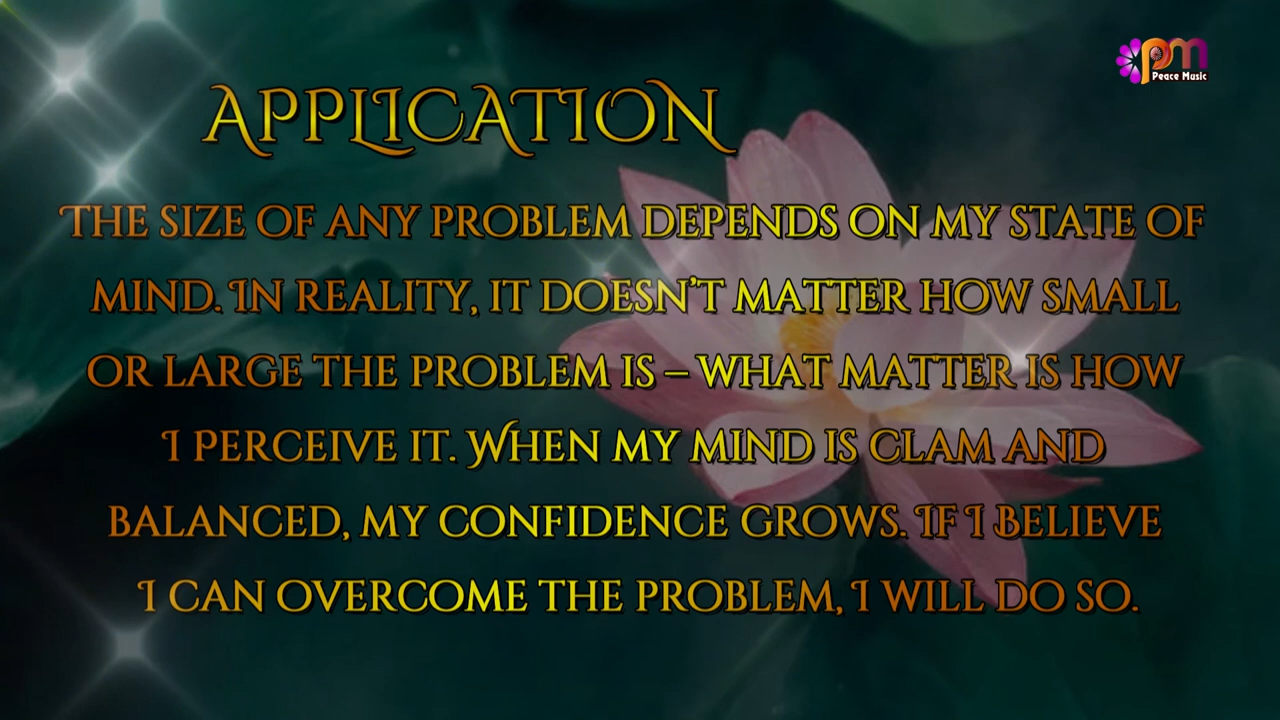 pm
Peace Music
APPLICATION
THE SIZE OF ANY PROBLEM DEPENDS ON MY STATE OF
MIND. IN REALITY, IT DOESN'T MATTER HOW SMALL
OR LARGE THE PROBLEM IS – WHAT MATTER IS HOW
I PERCEIVE IT. WHEN MY MIND IS CLAM AND
BALANCED, MY CONFIDENCE GROWS. IF I BELIEVE
I CAN OVERCOME THE PROBLEM, I WILL DO SO.